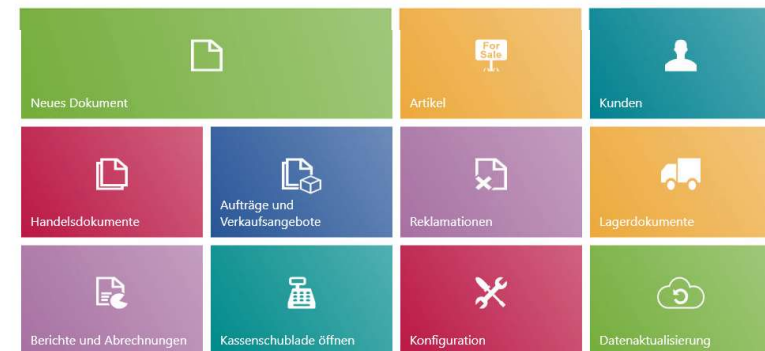 For
Sale
Neues Dokument
Artikel
Kunden
Handelsdokumente
Aufträge und
Verkaufsangebote
Reklamationen
Lagerdokumente
Berichte und Abrechnungen
Kassenschublade öffnen
Konfiguration
Datenaktualisierung